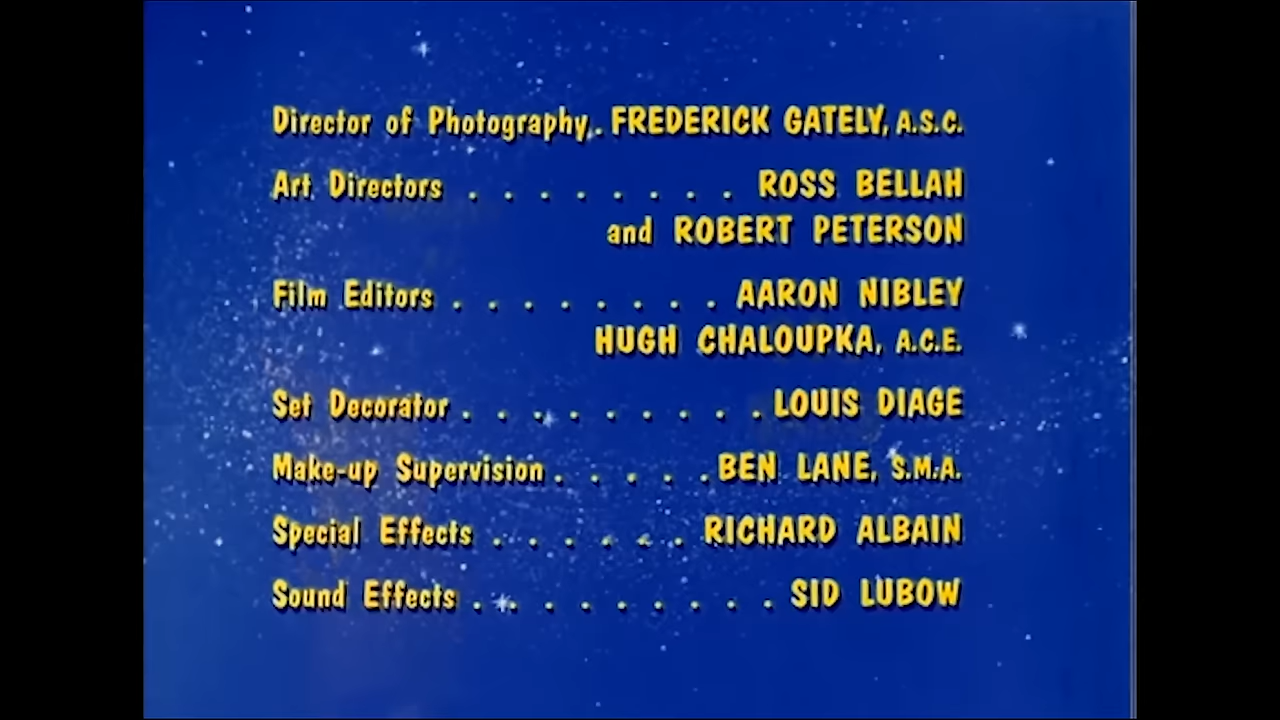 Director of Photography. . FREDERICK GATELY, A.S.C.
Art Directors . . . . . . . . ROSS BELLAH
and ROBERT PETERSON
Film Editors . . . . . . . . AARON NIBLEY
HUGH CHALOUPKA, A.C.E.
Set Decorator . . . . . . . . . LOUIS DIAGE
Make-up Supervision . . . . . BEN LANE, S.M.A.
Special Effects . . . . . . RICHARD ALBAIN
Sound Effects . . . . . . . . . SID LUBOW